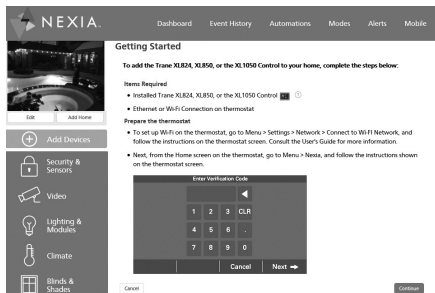 NEXIA
Dashboard Event History Automations Modes Alerts Mobile
Edit Add Home
Add Devices
Security & Sensors
Video
Lighting & Modules
Climate
Blinds & Shades
Getting Started
To add the Trane XL824, XL850, or the XL1050 Control to your home, complete the steps below:
Items Required
• Installed Trane XL824, XL850, or the XL1050 Control
• Ethernet or Wi-Fi Connection on thermostat
Prepare the thermostat
• To set up Wi-Fi on the thermostat, go to Menu > Settings > Network > Connect to Wi-Fi Network, and
follow the instructions on the thermostat screen. Consult the User's Guide for more information.
• Next, from the Home screen on the thermostat, go to Menu > Nexia, and follow the instructions shown
on the thermostat screen.
Enter Verification Code
1 2 3 CLR
4 5 6 .
7 8 9 0
Cancel Next
Cancel Continue